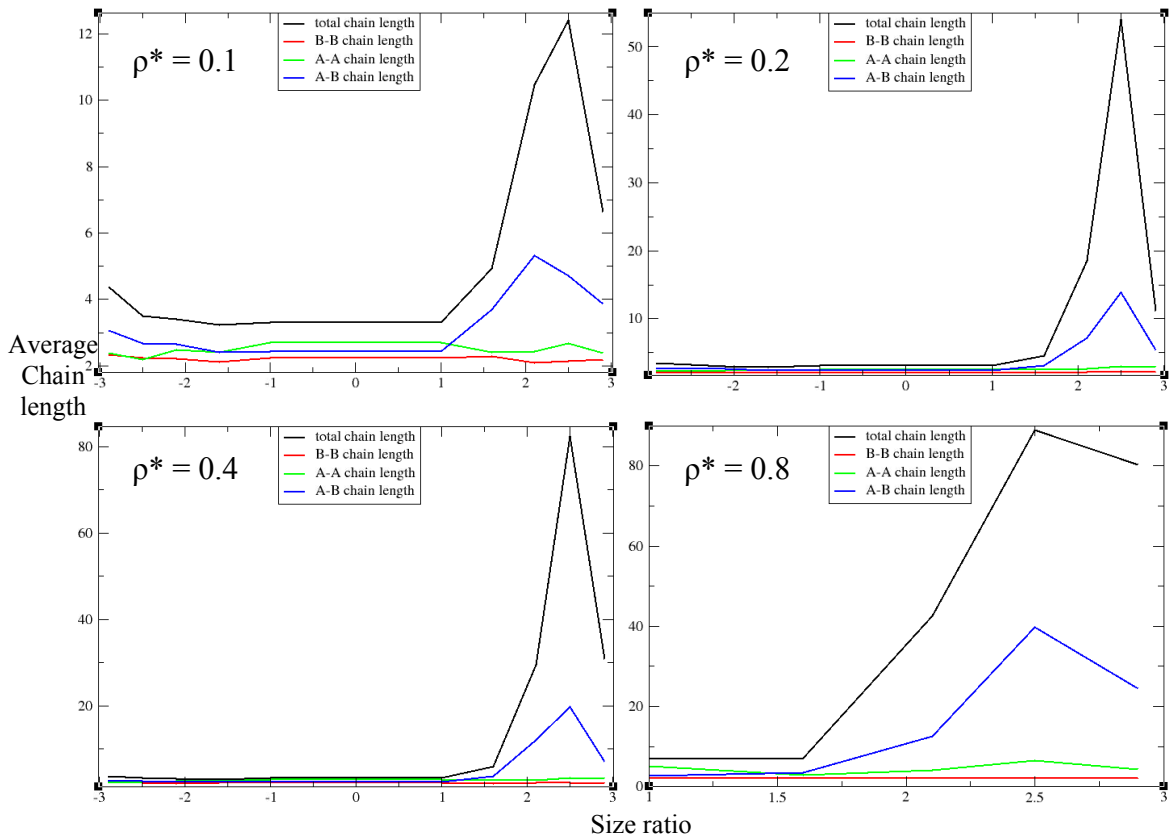 total chain length
B-B chain length
A-A chain length
A-B chain length
ρ* = 0.1
12
10
8
6
4
2
-3
-2
-1
0
1
2
3
total chain length
B-B chain length
A-A chain length
A-B chain length
ρ* = 0.2
50
40
30
20
10
-2
-1
0
1
2
3
Average
Chain
length
total chain length
B-B chain length
A-A chain length
A-B chain length
ρ* = 0.4
80
60
40
20
-3
-2
-1
0
1
2
3
total chain length
B-B chain length
A-A chain length
A-B chain length
ρ* = 0.8
80
60
40
20
0
1
1.5
2
2.5
3
Size ratio